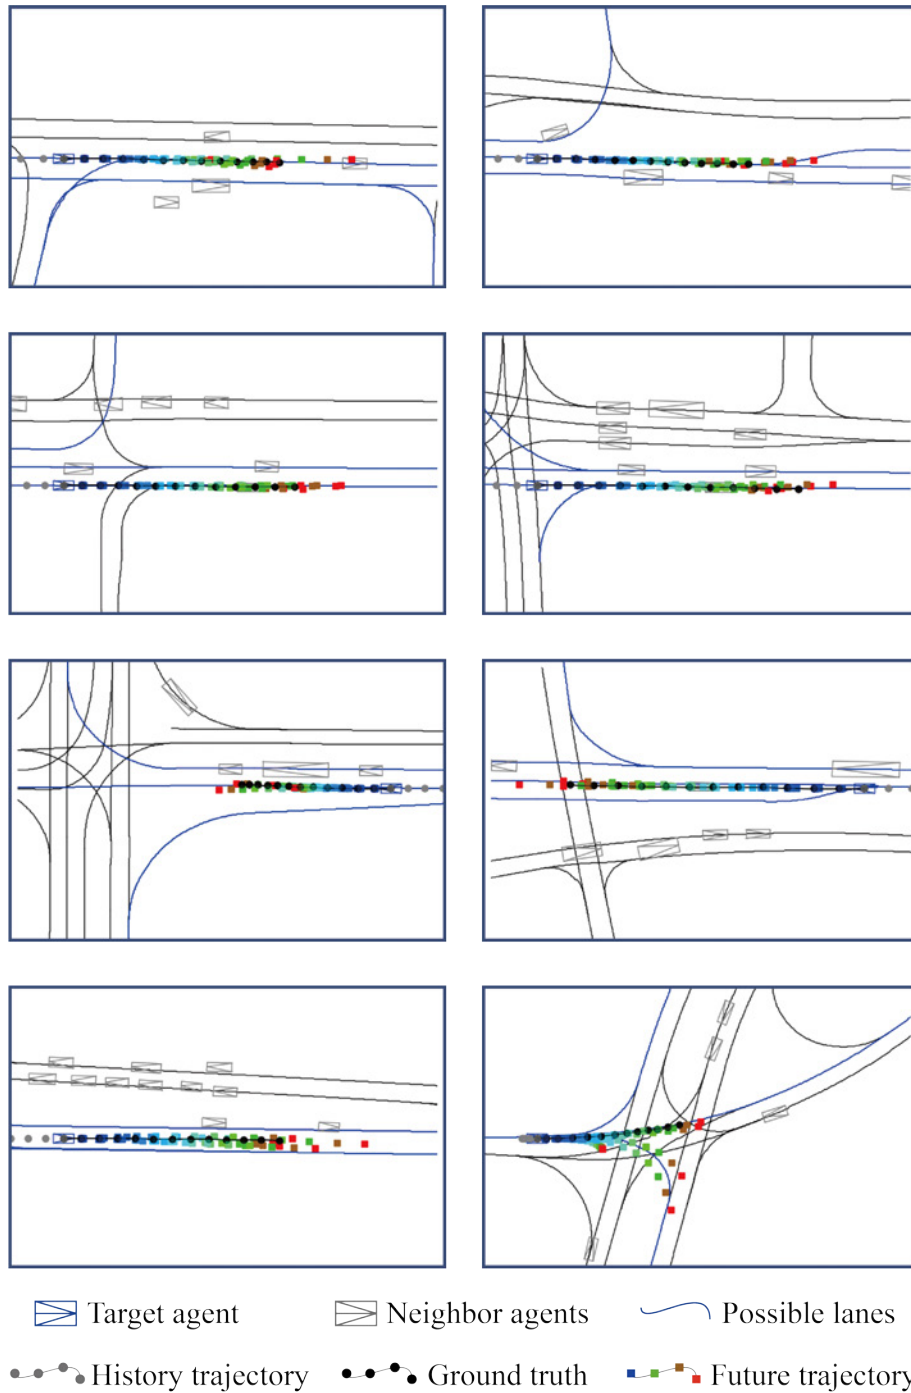 Target agent Neighbor agents Possible lanes
History trajectory Ground truth Future trajectory